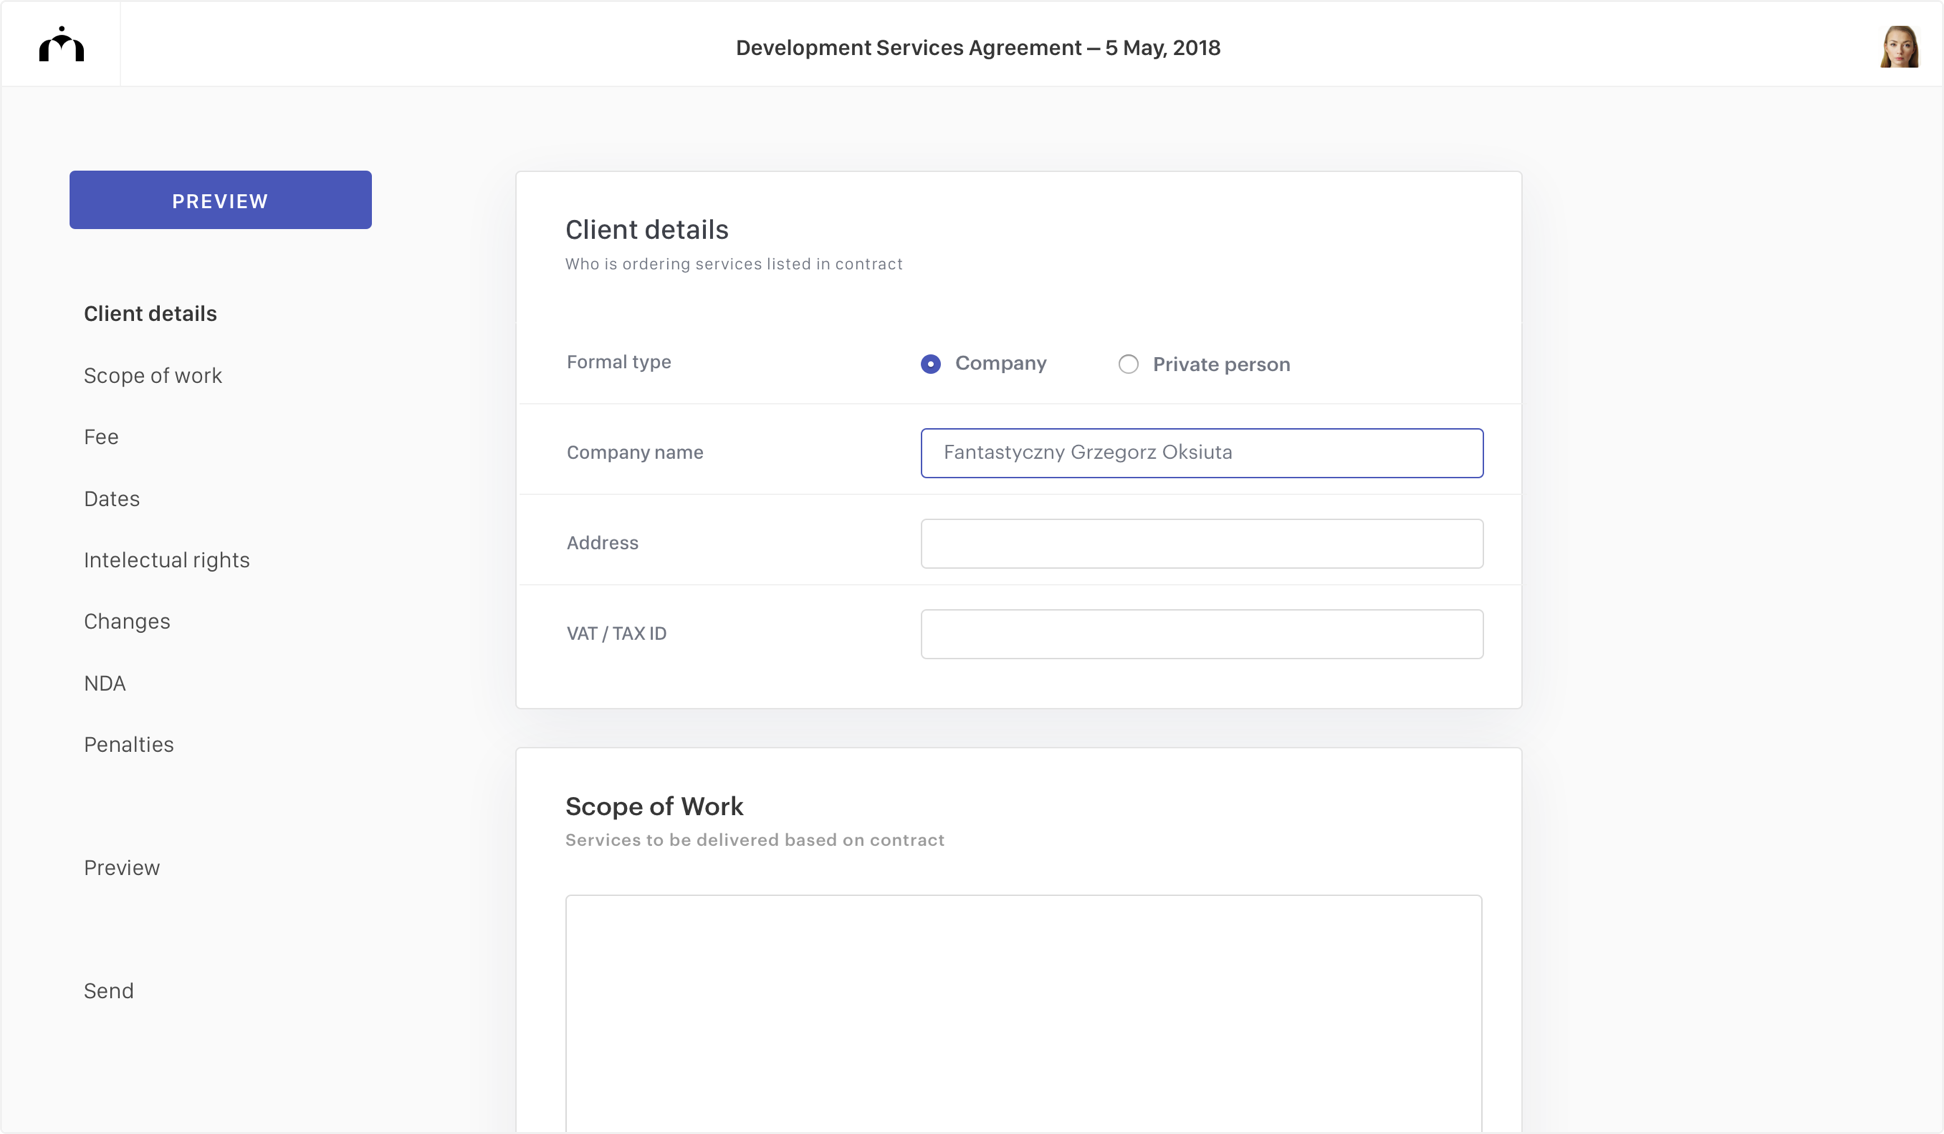 Development Services Agreement – 5 May, 2018
PREVIEW
Client details
Scope of work
Fee
Dates
Intelectual rights
Changes
NDA
Penalties
Preview
Send
Client details
Who is ordering services listed in contract
Formal type
Company
Private person
Company name
Fantastyczny Grzegorz Oksiuta
Address
VAT / TAX ID
Scope of Work
Services to be delivered based on contract